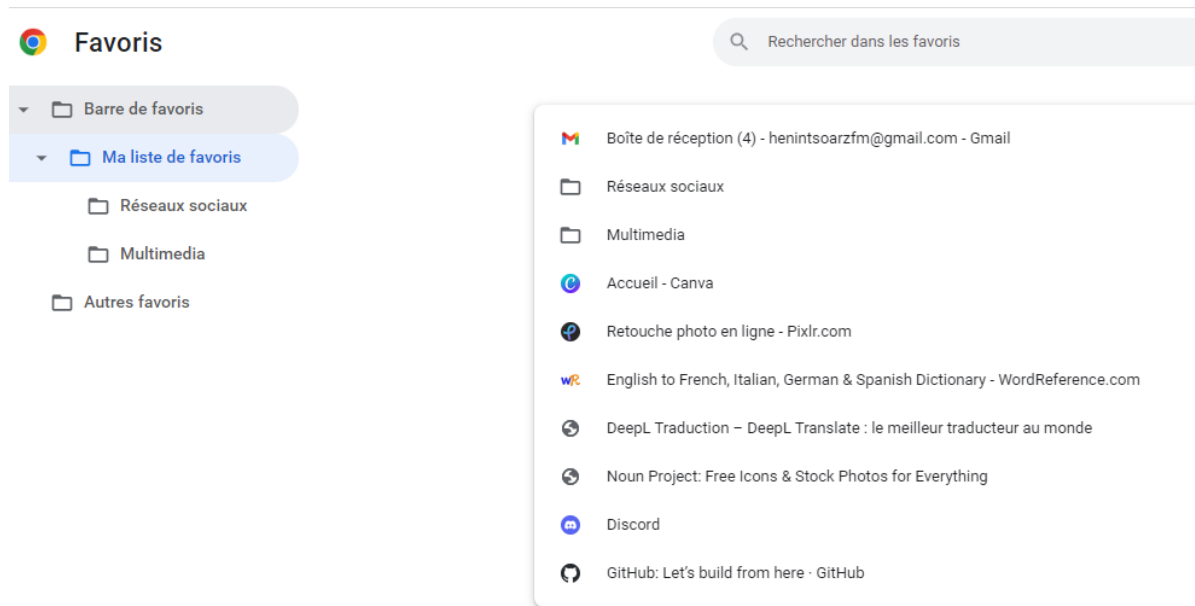 Favoris
Rechercher dans les favoris
Barre de favoris
Ma liste de favoris
Réseaux sociaux
Multimedia
Autres favoris
Boîte de réception (4) - henintsoarzfm@gmail.com - Gmail
Réseaux sociaux
Multimedia
Accueil - Canva
Retouche photo en ligne - Pixlr.com
English to French, Italian, German & Spanish Dictionary - WordReference.com
DeepL Traduction – DeepL Translate : le meilleur traducteur au monde
Noun Project: Free Icons & Stock Photos for Everything
Discord
GitHub: Let's build from here · GitHub